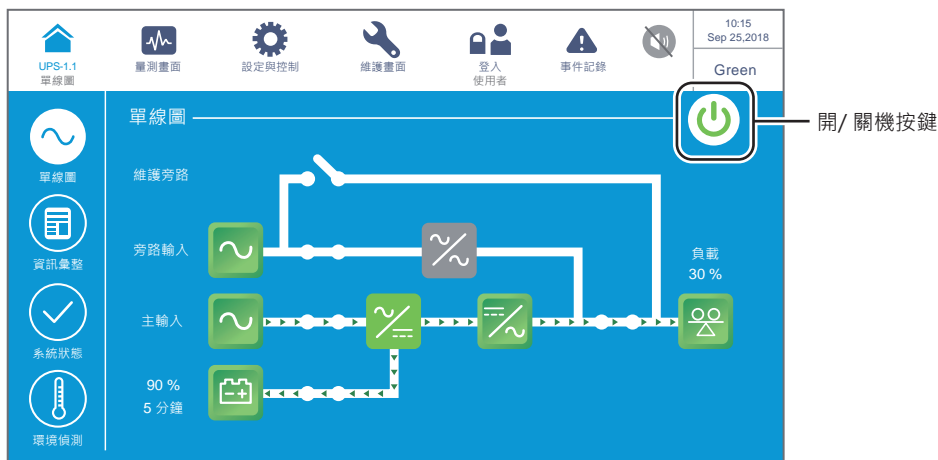 10:15
Sep 25,2018
Green
UPS-1.1
單線圖
量測畫面
設定與控制
維護畫面
登入
使用者
事件記錄
單線圖
開/ 關機按鍵
單線圖
維護旁路
資訊彙整
旁路輸入
負載
30 %
主輸入
系統狀態
90 %
5 分鐘
環境偵測